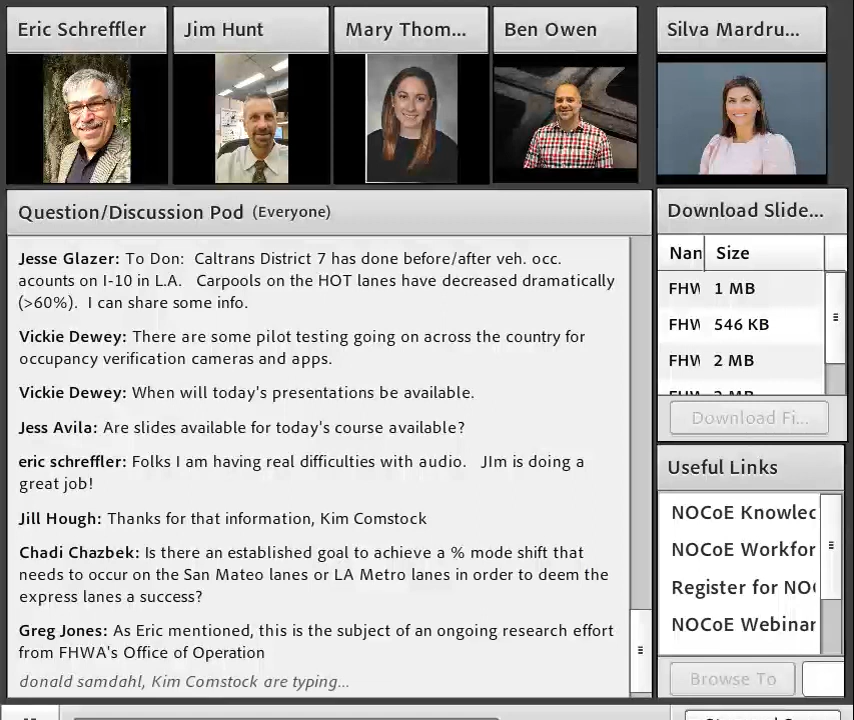 Eric Schreffler
Jim Hunt
Mary Thom...
Ben Owen
Silva Mardru...
Question/Discussion Pod (Everyone)
Jesse Glazer: To Don: Caltrans District 7 has done before/after veh. occ.
acounts on I-10 in L.A. Carpools on the HOT lanes have decreased dramatically
(>60%). I can share some info.
Vickie Dewey: There are some pilot testing going on across the country for
occupancy verification cameras and apps.
Vickie Dewey: When will today's presentations be available.
Jess Avila: Are slides available for today's course available?
eric schreffler: Folks I am having real difficulties with audio. JIm is doing a
great job!
Jill Hough: Thanks for that information, Kim Comstock
Chadi Chazbek: Is there an established goal to achieve a % mode shift that
needs to occur on the San Mateo lanes or LA Metro lanes in order to deem the
express lanes a success?
Greg Jones: As Eric mentioned, this is the subject of an ongoing research effort
from FHWA's Office of Operation
donald samdahl, Kim Comstock are typing...
Download Slide...
Nan Size
FHW 1 MB
FHW 546 KB
FHW 2 MB
Download Fi...
Useful Links
NOCoE Knowlec
NOCoE Workfor
Register for NO
NOCoE Webinar
Browse To